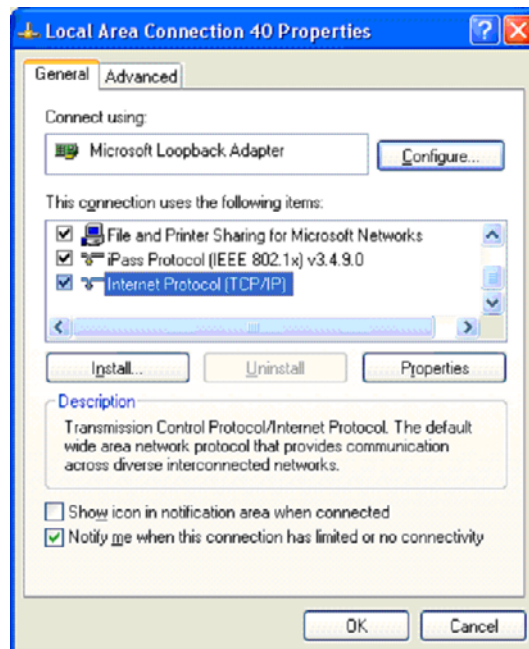 Local Area Connection 40 Properties
General
Advanced
Connect using:
Microsoft Loopback Adapter
Configure...
This connection uses the following items:
File and Printer Sharing for Microsoft Networks
iPass Protocol (IEEE 802.1x) v3.4.9.0
Internet Protocol (TCP/IP)
Install...
Uninstall
Properties
Description
Transmission Control Protocol/Internet Protocol. The default
wide area network protocol that provides communication
across diverse interconnected networks.
Show icon in notification area when connected
Notify me when this connection has limited or no connectivity
OK
Cancel